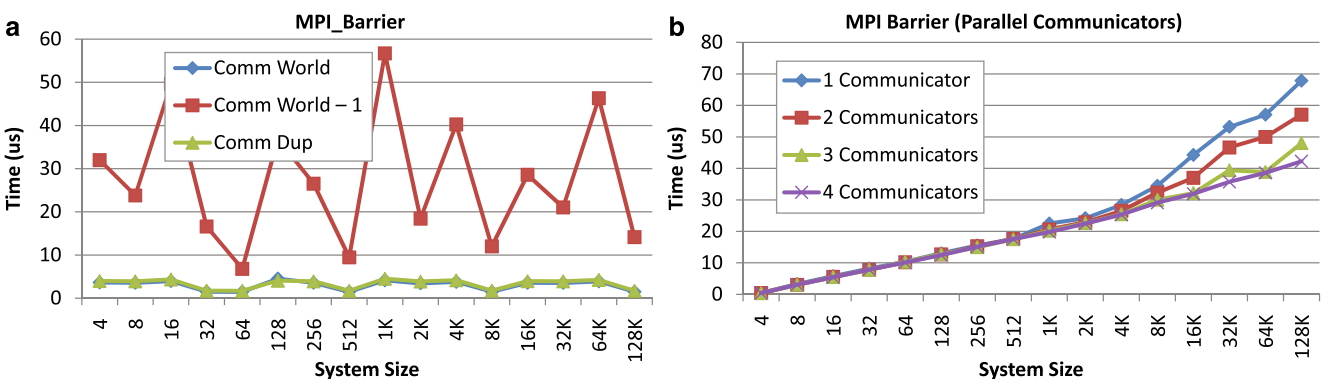 a
MPI_Barrier
60
50
40
30
20
10
0
Time (us)
Comm World
Comm World – 1
Comm Dup
4
8
16
32
64
128
256
512
1K
2K
4K
8K
16K
32K
64K
128K
System Size
b
MPI Barrier (Parallel Communicators)
80
70
60
50
40
30
20
10
0
Time (us)
1 Communicator
2 Communicators
3 Communicators
4 Communicators
4
8
16
32
64
128
256
512
1K
2K
4K
8K
16K
32K
64K
128K
System Size